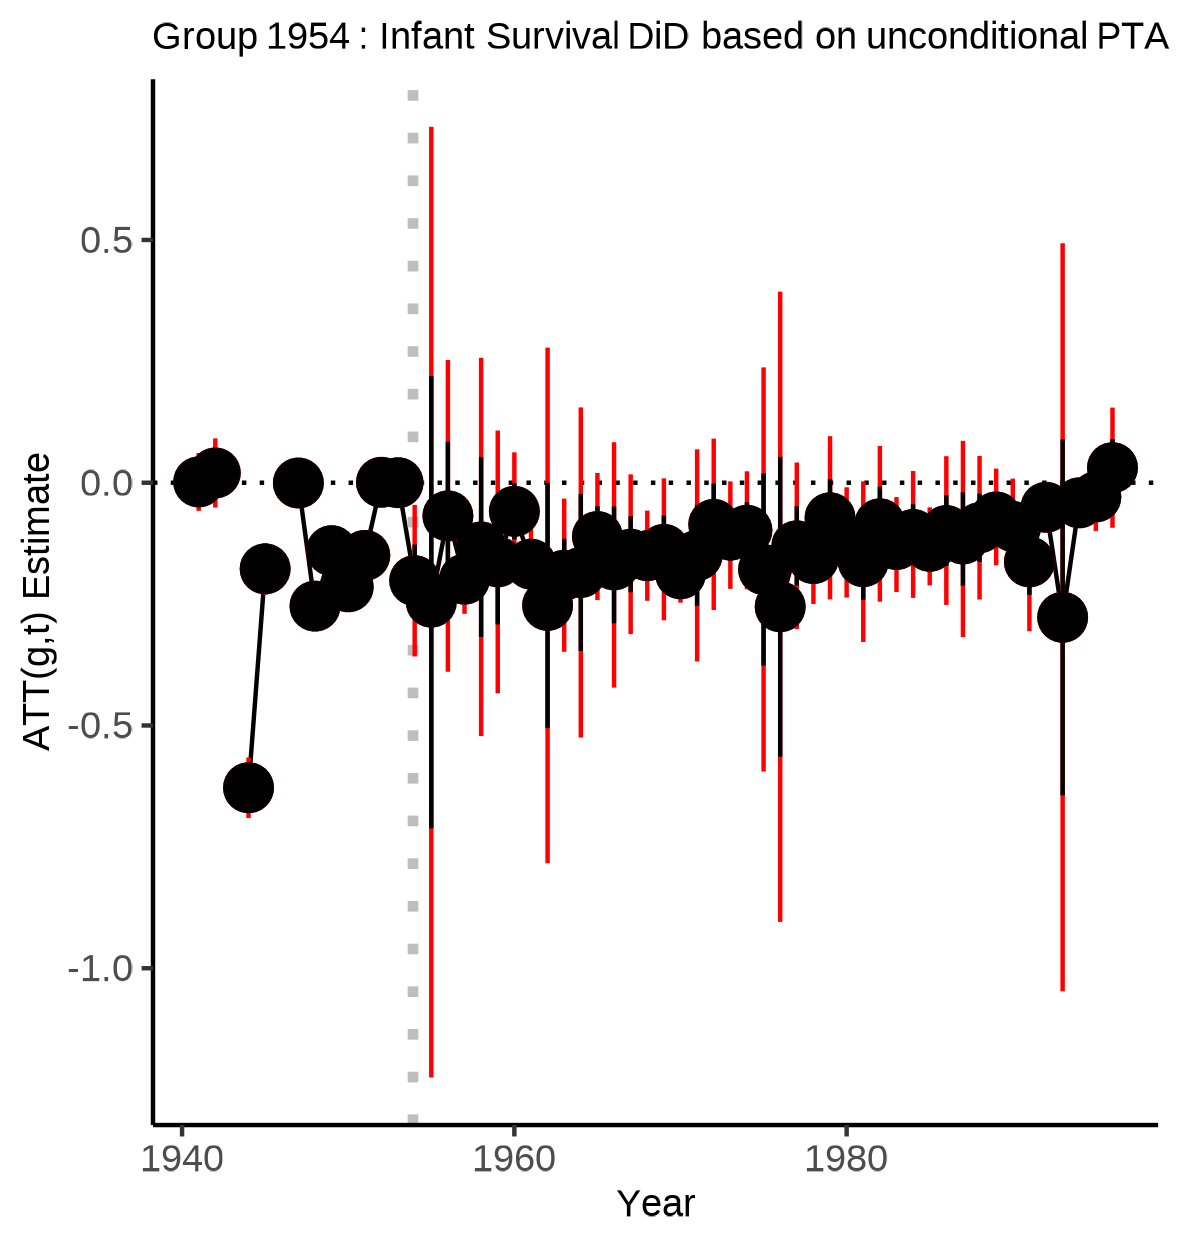 Group 1954 : Infant Survival DiD based on unconditional PTA
ATT(g,t) Estimate
0.5
0.0
-0.5
-1.0
1940
1960
1980
Year